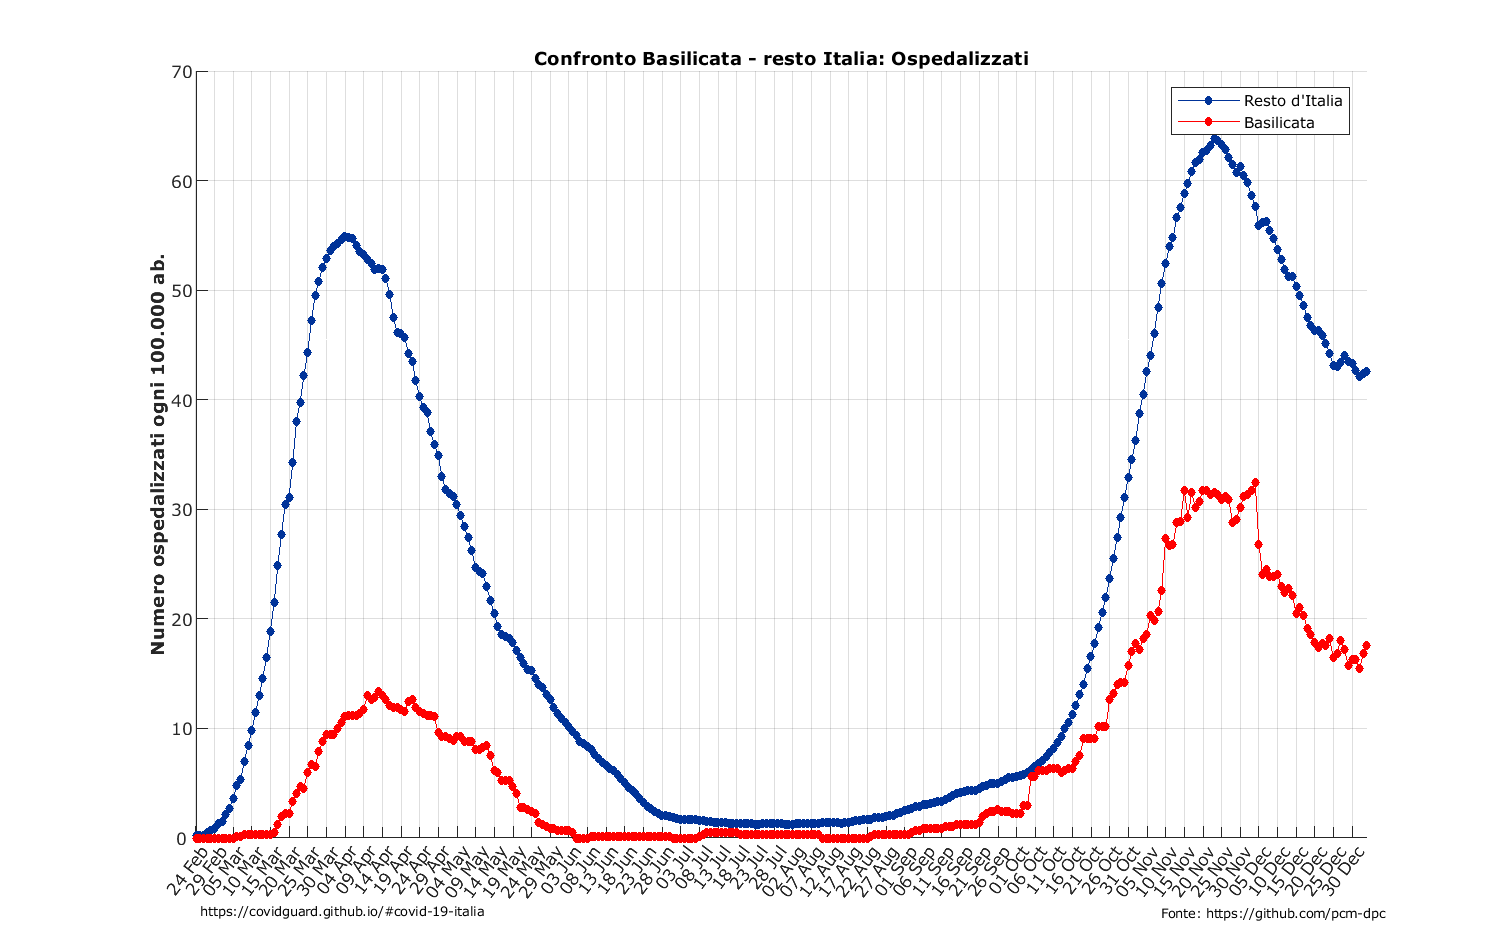 Confronto Basilicata - resto Italia: Ospedalizzati
Resto d'Italia
Basilicata
Numero ospedalizzati ogni 100.000 ab.
70
60
50
40
30
20
10
0
24 Feb
29 Feb
05 Mar
10 Mar
15 Mar
20 Mar
25 Mar
30 Mar
04 Apr
09 Apr
14 Apr
19 Apr
24 Apr
29 Apr
04 May
09 May
14 May
19 May
24 May
29 May
03 Jun
08 Jun
13 Jun
18 Jun
23 Jun
28 Jun
03 Jul
08 Jul
13 Jul
18 Jul
23 Jul
28 Jul
02 Aug
07 Aug
12 Aug
17 Aug
22 Aug
27 Aug
01 Sep
06 Sep
11 Sep
16 Sep
21 Sep
26 Sep
01 Oct
06 Oct
11 Oct
16 Oct
21 Oct
26 Oct
31 Oct
05 Nov
10 Nov
15 Nov
20 Nov
25 Nov
30 Nov
05 Dec
10 Dec
15 Dec
20 Dec
25 Dec
30 Dec
https://covidguard.github.io/#covid-19-italia
Fonte: https://github.com/pcm-dpc